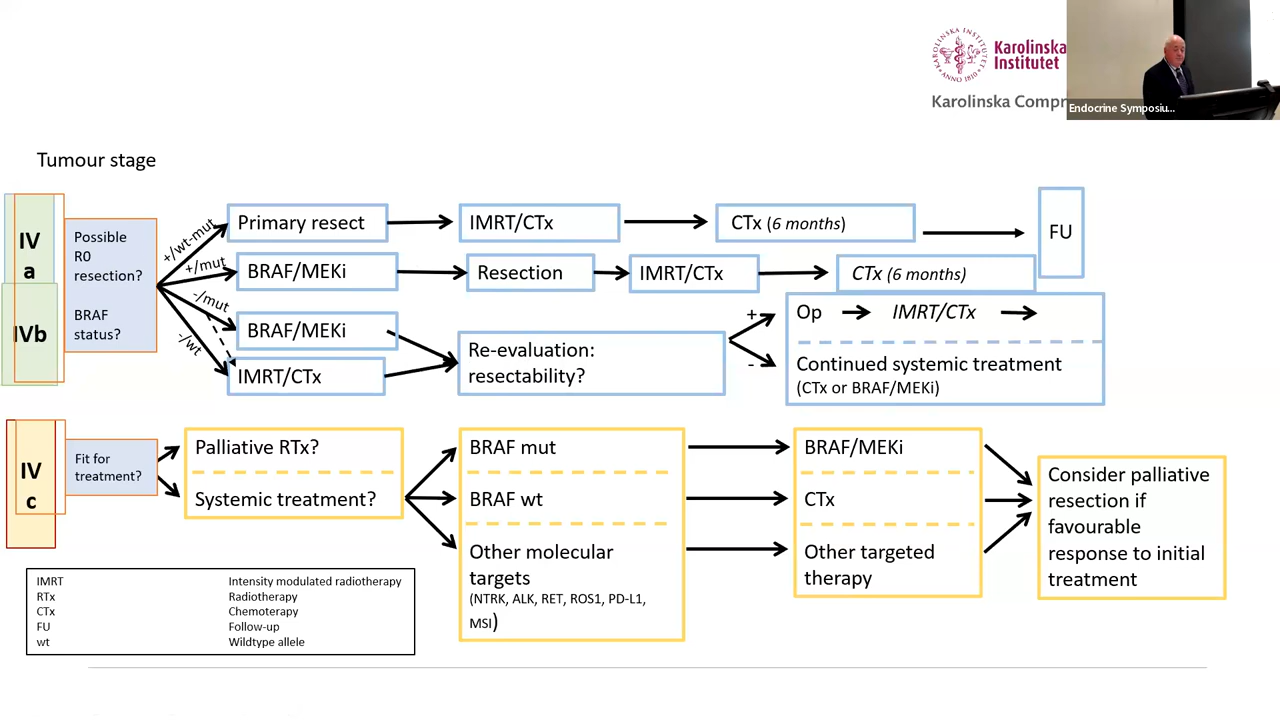 Karolinska
Institutet
KAROLINSKA INSTITUTET
ANNO 1810
Karolinska Compr
Endocrine Symposiu...
Tumour stage
IV
a
IVb
Possible
R0
resection?
BRAF
status?
+/wt-mut
+/mut
-/mut
-/wt
Primary resect
IMRT/CTx
CTx (6 months)
FU
BRAF/MEKi
Resection
IMRT/CTx
CTx (6 months)
BRAF/MEKi
IMRT/CTx
Re-evaluation:
resectability?
+
-
Op
IMRT/CTx
Continued systemic treatment
(CTx or BRAF/MEKi)
IV
c
Fit for
treatment?
Palliative RTx?
Systemic treatment?
BRAF mut
BRAF wt
Other molecular
targets
(NTRK, ALK, RET, ROS1, PD-L1,
MSI)
BRAF/MEKi
CTx
Other targeted
therapy
Consider palliative
resection if
favourable
response to initial
treatment
IMRT Intensity modulated radiotherapy
RTx Radiotherapy
CTx Chemotherapy
FU Follow-up
wt Wildtype allele